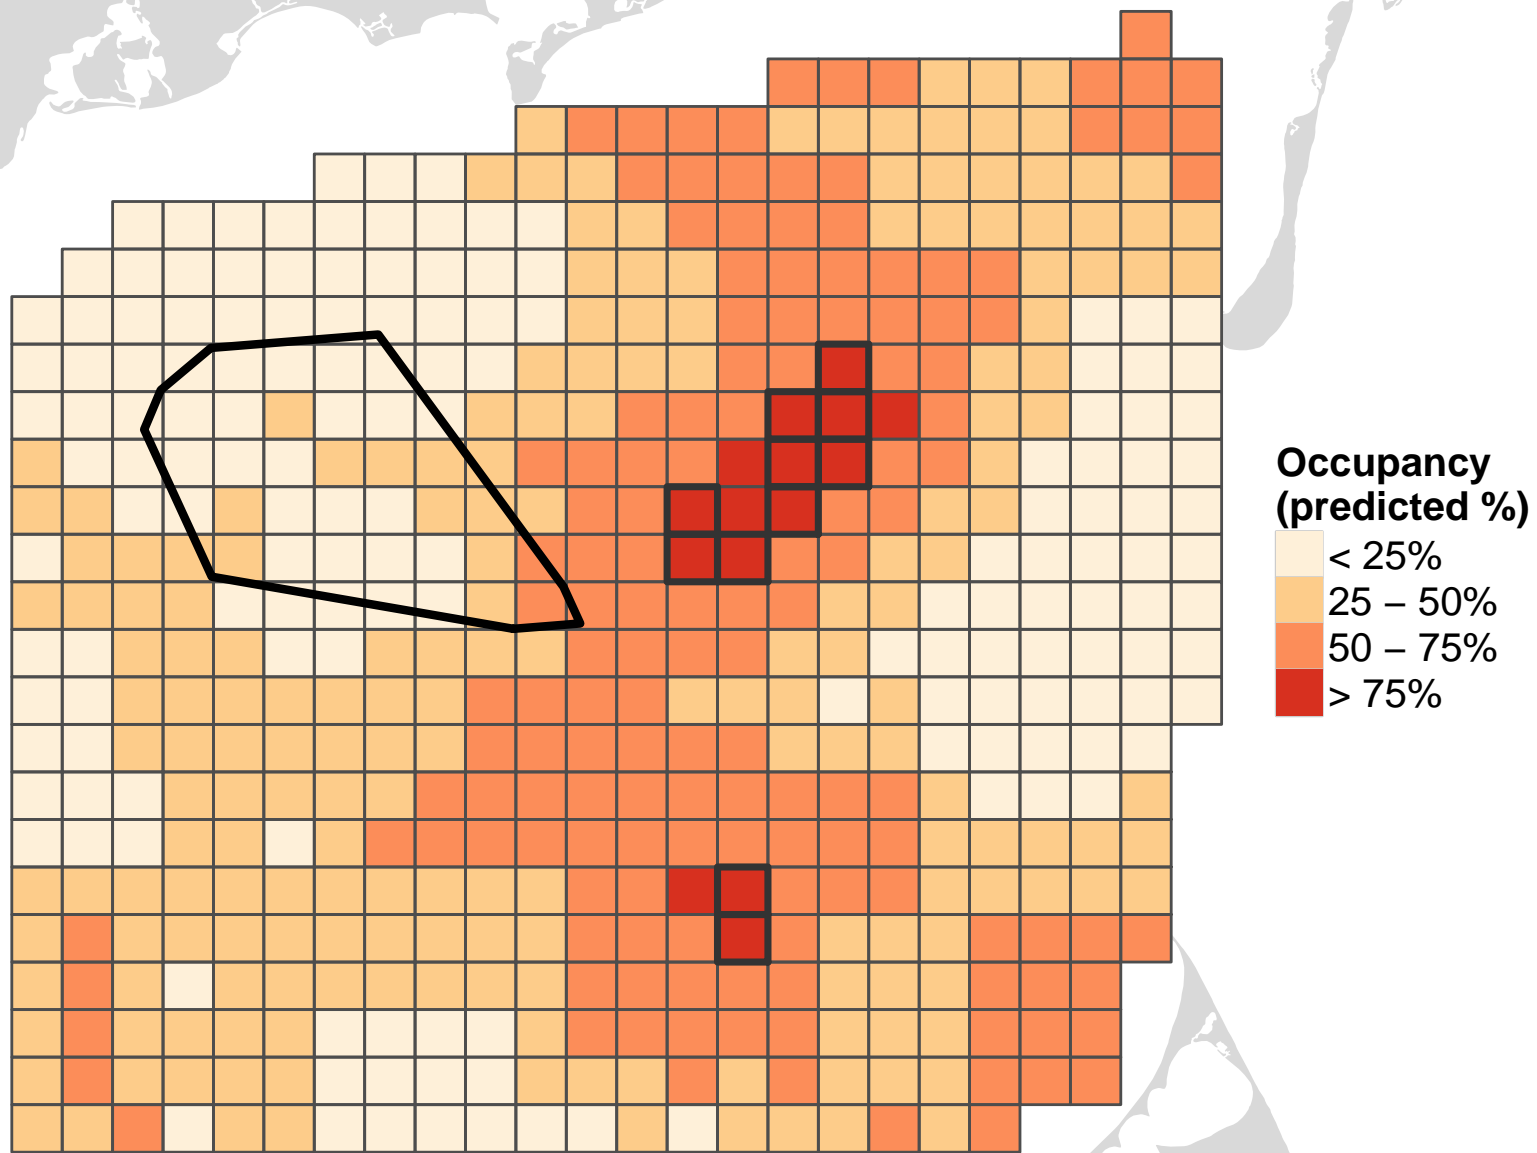 Occupancy
(predicted %)
< 25%
25 – 50%
50 – 75%
> 75%